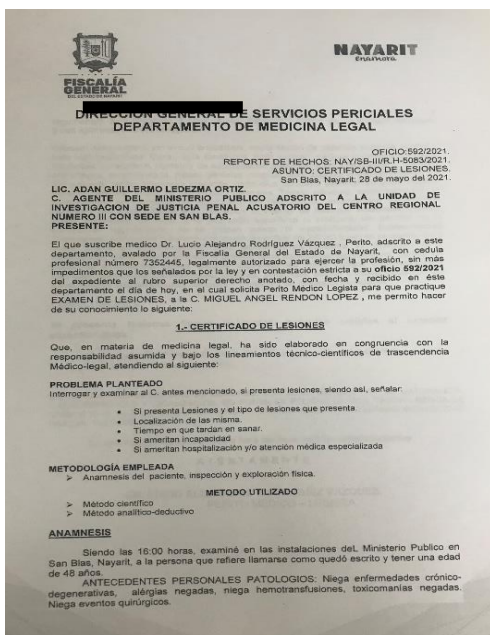 FISCALÍA
GENERAL
DEL ESTADO DE NAYARIT
NAYARIT
Enamora
DIRECCION GENERAL DE SERVICIOS PERICIALES
DEPARTAMENTO DE MEDICINA LEGAL
OFICIO:592/2021.
REPORTE DE HECHOS: NAY/SB-III/R.H-5083/2021.
ASUNTO: CERTIFICADO DE LESIONES.
San Blas, Nayarit; 28 de mayo del 2021.
LIC. ADAN GUILLERMO LEDEZMA ORTIZ.
C. AGENTE DEL MINISTERIO PUBLICO ADSCRITO A LA UNIDAD DE
INVESTIGACION DE JUSTICIA PENAL ACUSATORIO DEL CENTRO REGIONAL
NUMERO III CON SEDE EN SAN BLAS.
PRESENTE:
El que suscribe medico Dr. Lucio Alejandro Rodríguez Vázquez , Perito, adscrito a este
departamento, avalado por la Fiscalía General del Estado de Nayarit, con cedula
profesional número 7352445, legalmente autorizado para ejercer la profesión, sin más
impedimentos que los señalados por la ley y en contestación estricta a su oficio 592/2021
del expediente al rubro superior derecho anotado, con fecha y recibido en este
departamento el día de hoy, en el cual solicita Perito Médico Legista para que practique
EXAMEN DE LESIONES, a la C. MIGUEL ANGEL RENDON LOPEZ , me permito hacer
de su conocimiento lo siguiente:
1.- CERTIFICADO DE LESIONES
Que, en materia de medicina legal, ha sido elaborado en congruencia con la
responsabilidad asumida y bajo los lineamientos técnico-científicos de trascendencia
Médico-legal, atendiendo al siguiente:
PROBLEMA PLANTEADO
Interrogar y examinar al C. antes mencionado, si presenta lesiones, siendo así, señalar:
• Si presenta Lesiones y el tipo de lesiones que presenta
• Localización de las misma.
• Tiempo en que tardan en sanar.
• Si ameritan incapacidad
• Si ameritan hospitalización y/o atención médica especializada
METODOLOGÍA EMPLEADA
➢ Anamnesis del paciente, inspección y exploración física.
METODO UTILIZADO
➢ Método científico
➢ Método analítico-deductivo
ANAMNESIS
Siendo las 16:00 horas, examiné en las instalaciones deL Ministerio Publico en
San Blas, Nayarit, a la persona que refiere llamarse como quedó escrito y tener una edad
de 48 años.
ANTECEDENTES PERSONALES PATOLOGIOS: Niega enfermedades crónico-
degenerativas, alérgias negadas, niega hemotransfusiones, toxicomanías negadas.
Niega eventos quirúrgicos.